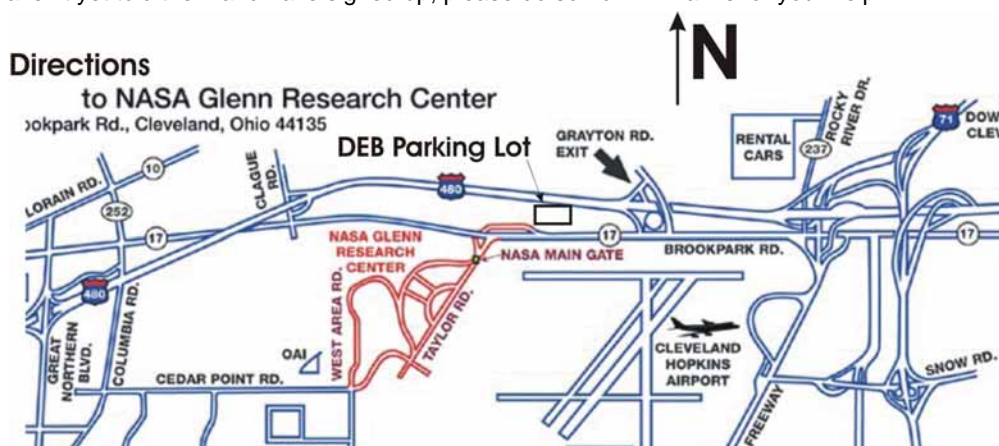 N
Directions
to NASA Glenn Research Center
Rd., Cleveland, Ohio 44135
DEB Parking Lot
GRAYTON RD.
EXIT
RENTAL
CARS
ROCKY
RIVER DR.
237
71
LORAIN RD.
10
CLAGUE
RD.
480
252
17
NASA GLENN
RESEARCH
CENTER
NASA MAIN GATE
17
BROOKPARK RD.
17
480
GREAT
NORTHERN
BLVD.
COLUMBIA RD.
WEST AREA RD.
TAYLOR RD.
OAI
CEDAR POINT RD.
CLEVELAND
HOPKINS
AIRPORT
SNOW RD.
FREEWAY